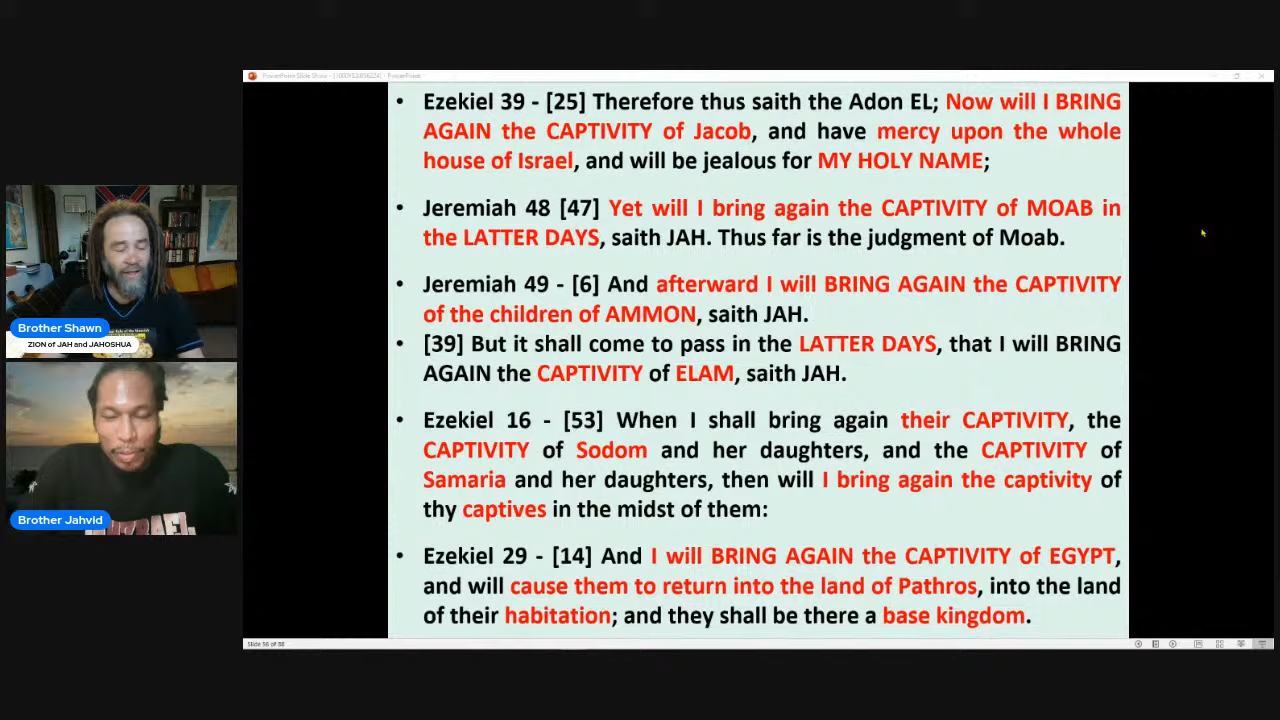 PowerPoint Slide Show - [1000YS3856224] - PowerPoint
• Ezekiel 39 - [25] Therefore thus saith the Adon EL; Now will I BRING
AGAIN the CAPTIVITY of Jacob, and have mercy upon the whole
house of Israel, and will be jealous for MY HOLY NAME;
• Jeremiah 48 [47] Yet will I bring again the CAPTIVITY of MOAB in
the LATTER DAYS, saith JAH. Thus far is the judgment of Moab.
• Jeremiah 49 - [6] And afterward I will BRING AGAIN the CAPTIVITY
of the children of AMMON, saith JAH.
• [39] But it shall come to pass in the LATTER DAYS, that I will BRING
AGAIN the CAPTIVITY of ELAM, saith JAH.
• Ezekiel 16 - [53] When I shall bring again their CAPTIVITY, the
CAPTIVITY of Sodom and her daughters, and the CAPTIVITY of
Samaria and her daughters, then will I bring again the captivity of
thy captives in the midst of them:
• Ezekiel 29 - [14] And I will BRING AGAIN the CAPTIVITY of EGYPT,
and will cause them to return into the land of Pathros, into the land
of their habitation; and they shall be there a base kingdom.
Brother Shawn
ZION of JAH and JAHOSHUA
Brother Jahvid